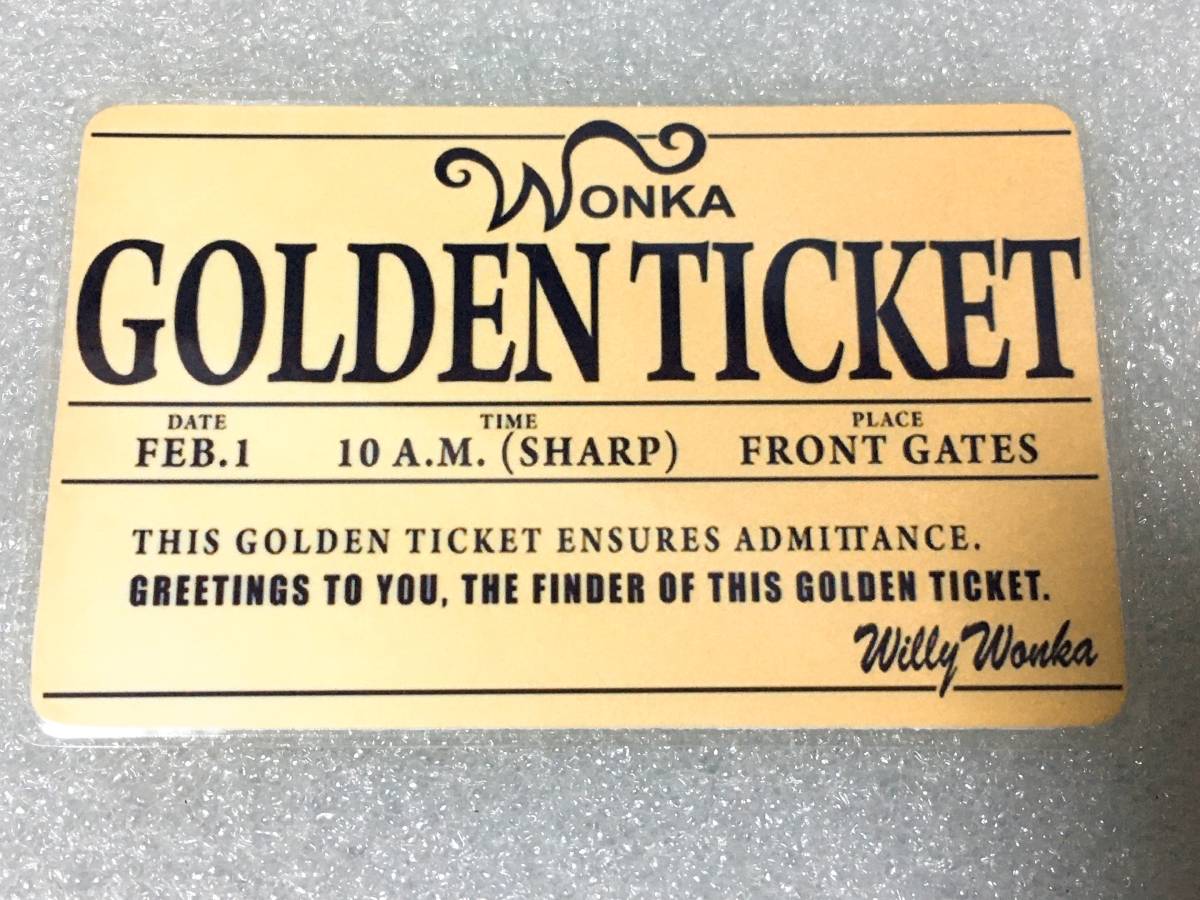 WONKA
GOLDEN TICKET
DATE TIME PLACE
FEB.1 10 A.M. (SHARP) FRONT GATES
THIS GOLDEN TICKET ENSURES ADMITTANCE.
GREETINGS TO YOU, THE FINDER OF THIS GOLDEN TICKET.
Willy Wonka